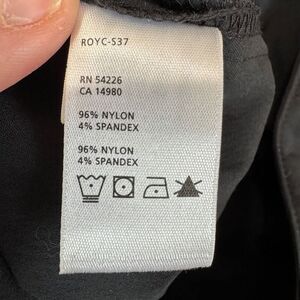 ROYC-S37
RN 54226
CA 14980
96% NYLON
4% SPANDEX
96% NYLON
4% SPANDEX